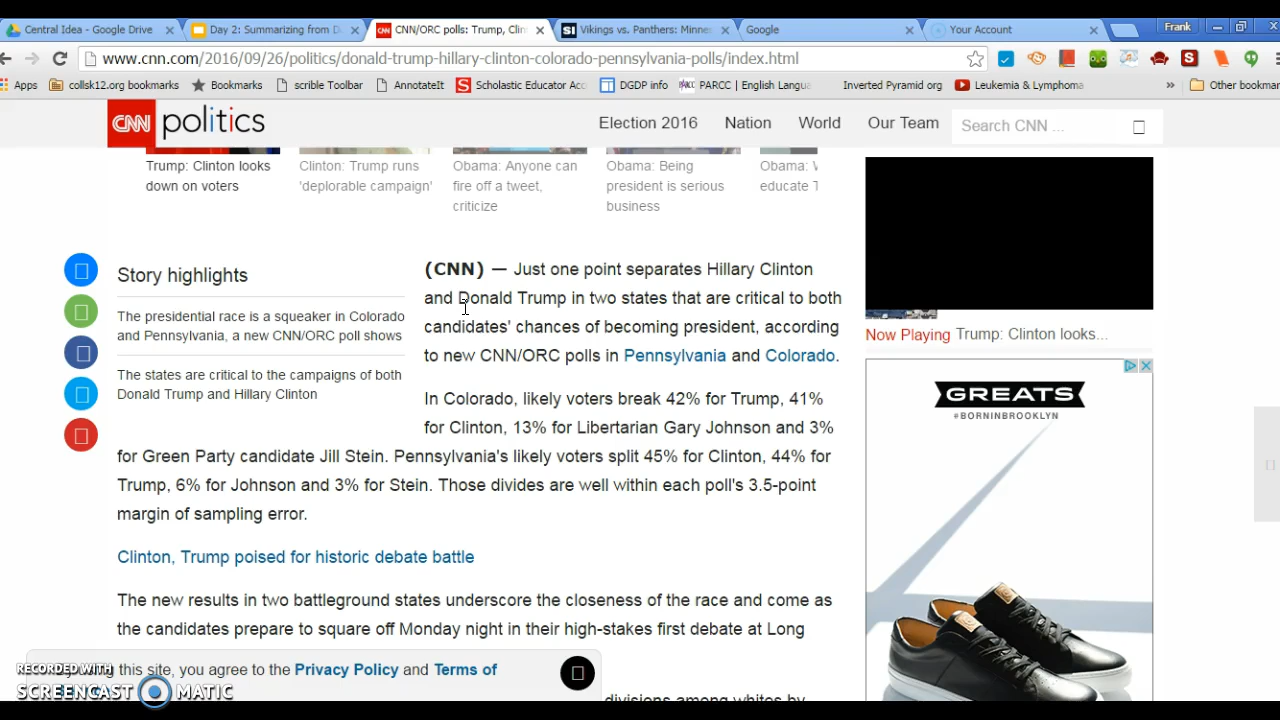 Central Idea - Google Drive
Day 2: Summarizing from D
CNN/ORC polls: Trump, Clin
Vikings vs. Panthers: Minne
Google
Your Account
Frank
www.cnn.com/2016/09/26/politics/donald-trump-hillary-clinton-colorado-pennsylvania-polls/index.html
Apps
collsk12.org bookmarks
Bookmarks
scrible Toolbar
AnnotateIt
Scholastic Educator Acc
DGDP info
PARCC | English Langua
Inverted Pyramid org
Leukemia & Lymphoma
»
Other bookmar
CNN politics
Election 2016
Nation
World
Our Team
Search CNN ...
Trump: Clinton looks
down on voters
Clinton: Trump runs
'deplorable campaign'
Obama: Anyone can
fire off a tweet,
criticize
Obama: Being
president is serious
business
Obama: W
educate T
Story highlights
The presidential race is a squeaker in Colorado
and Pennsylvania, a new CNN/ORC poll shows
The states are critical to the campaigns of both
Donald Trump and Hillary Clinton
(CNN) — Just one point separates Hillary Clinton
and Donald Trump in two states that are critical to both
candidates' chances of becoming president, according
to new CNN/ORC polls in Pennsylvania and Colorado.
In Colorado, likely voters break 42% for Trump, 41%
for Clinton, 13% for Libertarian Gary Johnson and 3%
for Green Party candidate Jill Stein. Pennsylvania's likely voters split 45% for Clinton, 44% for
Trump, 6% for Johnson and 3% for Stein. Those divides are well within each poll's 3.5-point
margin of sampling error.
Clinton, Trump poised for historic debate battle
The new results in two battleground states underscore the closeness of the race and come as
the candidates prepare to square off Monday night in their high-stakes first debate at Long
divisions among whites by
Now Playing Trump: Clinton looks...
GREATS
#BORNINBROOKLYN
this site, you agree to the Privacy Policy and Terms of
RECORDED WITH
SCREENCAST MATIC